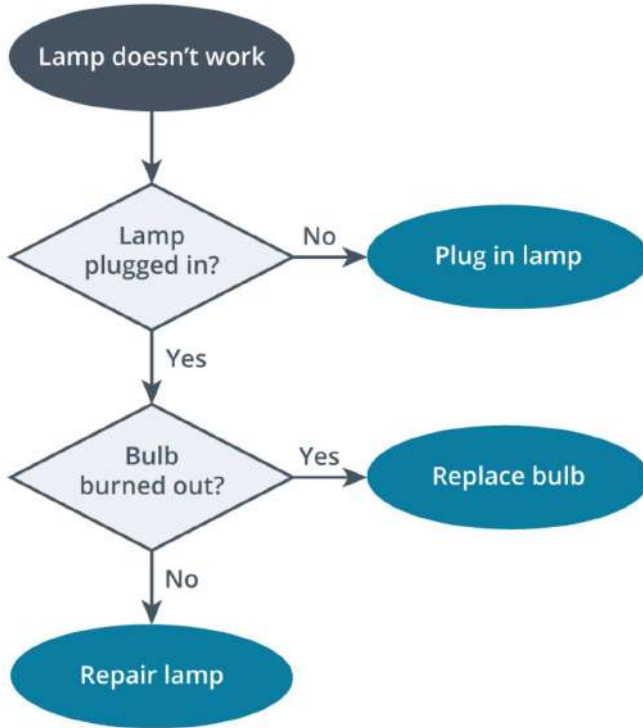 Lamp doesn’t work
Lamp
plugged in?
No
Plug in lamp
Yes
Bulb
burned out?
Yes
Replace bulb
No
Repair lamp